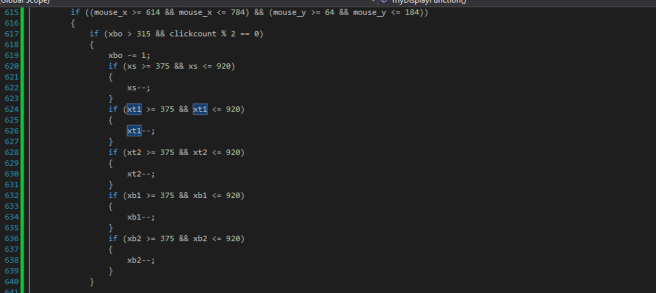 (Global Scope) myDisplayFunction()
615 if ((mouse_x >= 614 && mouse_x <= 784) && (mouse_y >= 64 && mouse_y <= 184))
616 {
617 if (xbo > 315 && clickcount % 2 == 0)
618 {
619 xbo -= 1;
620 if (xs >= 375 && xs <= 920)
621 {
622 xs--;
623 }
624 if (xt1 >= 375 && xt1 <= 920)
625 {
626 xt1--;
627 }
628 if (xt2 >= 375 && xt2 <= 920)
629 {
630 xt2--;
631 }
632 if (xb1 >= 375 && xb1 <= 920)
633 {
634 xb1--;
635 }
636 if (xb2 >= 375 && xb2 <= 920)
637 {
638 xb2--;
639 }
640 }
641